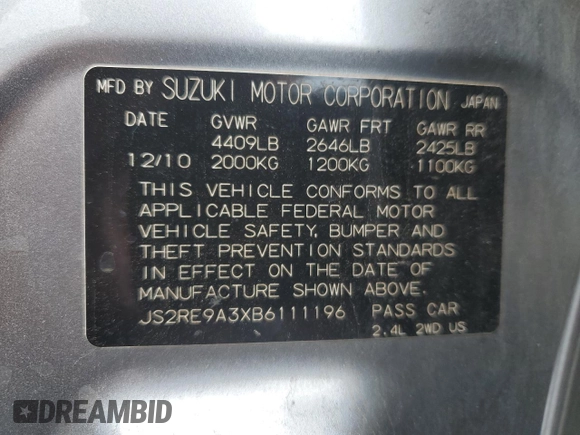 MFD BY SUZUKI MOTOR CORPORATION JAPAN
DATE GVWR GAWR FRT GAWR RR
4409LB 2646LB 2425LB
12/10 2000KG 1200KG 1100KG
THIS VEHICLE CONFORMS TO ALL
APPLICABLE FEDERAL MOTOR
VEHICLE SAFETY, BUMPER AND
THEFT PREVENTION STANDARDS
IN EFFECT ON THE DATE OF
MANUFACTURE SHOWN ABOVE.
JS2RE9A3XB6111196 PASS CAR
2.4L 2WD US
DREAMBID